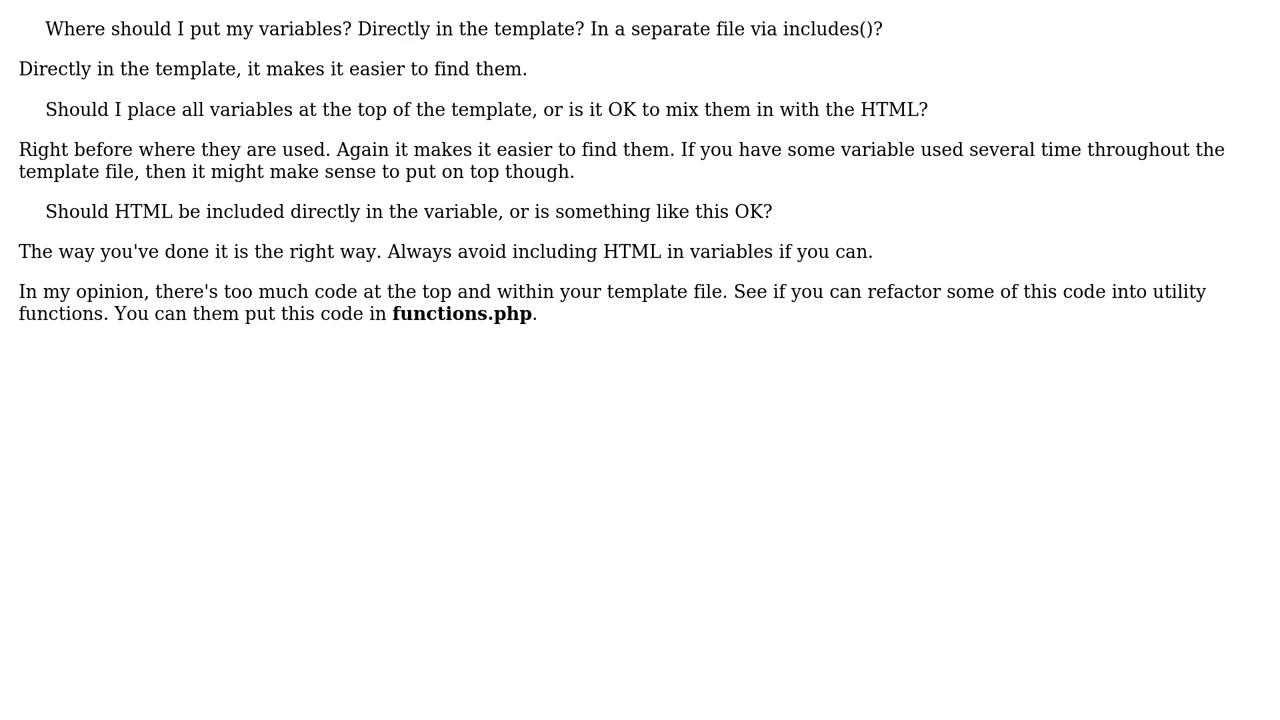 Where should I put my variables? Directly in the template? In a separate file via includes()?
Directly in the template, it makes it easier to find them.
Should I place all variables at the top of the template, or is it OK to mix them in with the HTML?
Right before where they are used. Again it makes it easier to find them. If you have some variable used several time throughout the
template file, then it might make sense to put on top though.
Should HTML be included directly in the variable, or is something like this OK?
The way you've done it is the right way. Always avoid including HTML in variables if you can.
In my opinion, there's too much code at the top and within your template file. See if you can refactor some of this code into utility
functions. You can them put this code in functions.php.